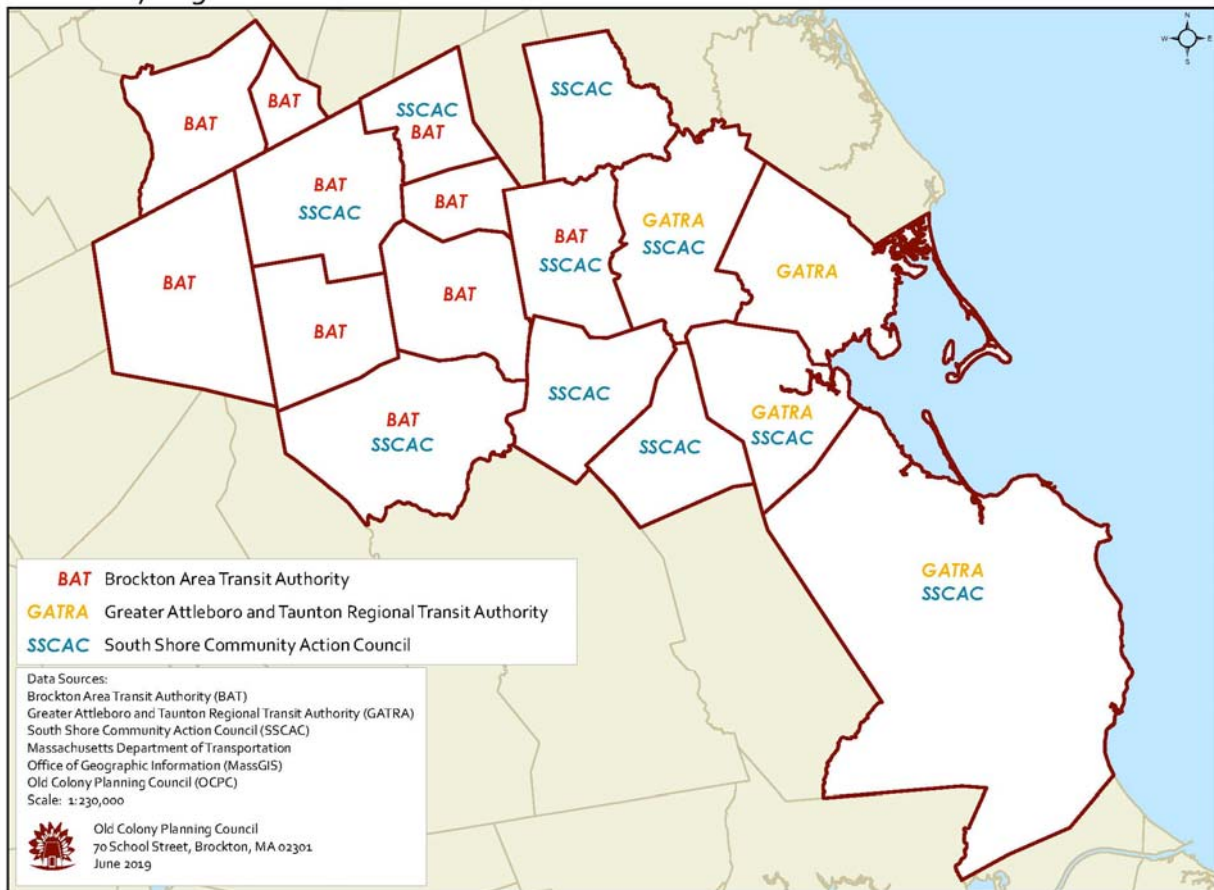 N
W E
S
BAT
BAT
SSCAC
BAT
SSCAC
BAT
SSCAC
BAT
BAT
SSCAC
GATRA
SSCAC
GATRA
BAT
BAT
BAT
SSCAC
GATRA
SSCAC
BAT
SSCAC
SSCAC
GATRA
SSCAC
BAT Brockton Area Transit Authority
GATRA Greater Attleboro and Taunton Regional Transit Authority
SSCAC South Shore Community Action Council
Data Sources:
Brockton Area Transit Authority (BAT)
Greater Attleboro and Taunton Regional Transit Authority (GATRA)
South Shore Community Action Council (SSCAC)
Massachusetts Department of Transportation
Office of Geographic Information (MassGIS)
Old Colony Planning Council (OCPC)
Scale: 1:230,000
Old Colony Planning Council
70 School Street, Brockton, MA 02301
June 2019